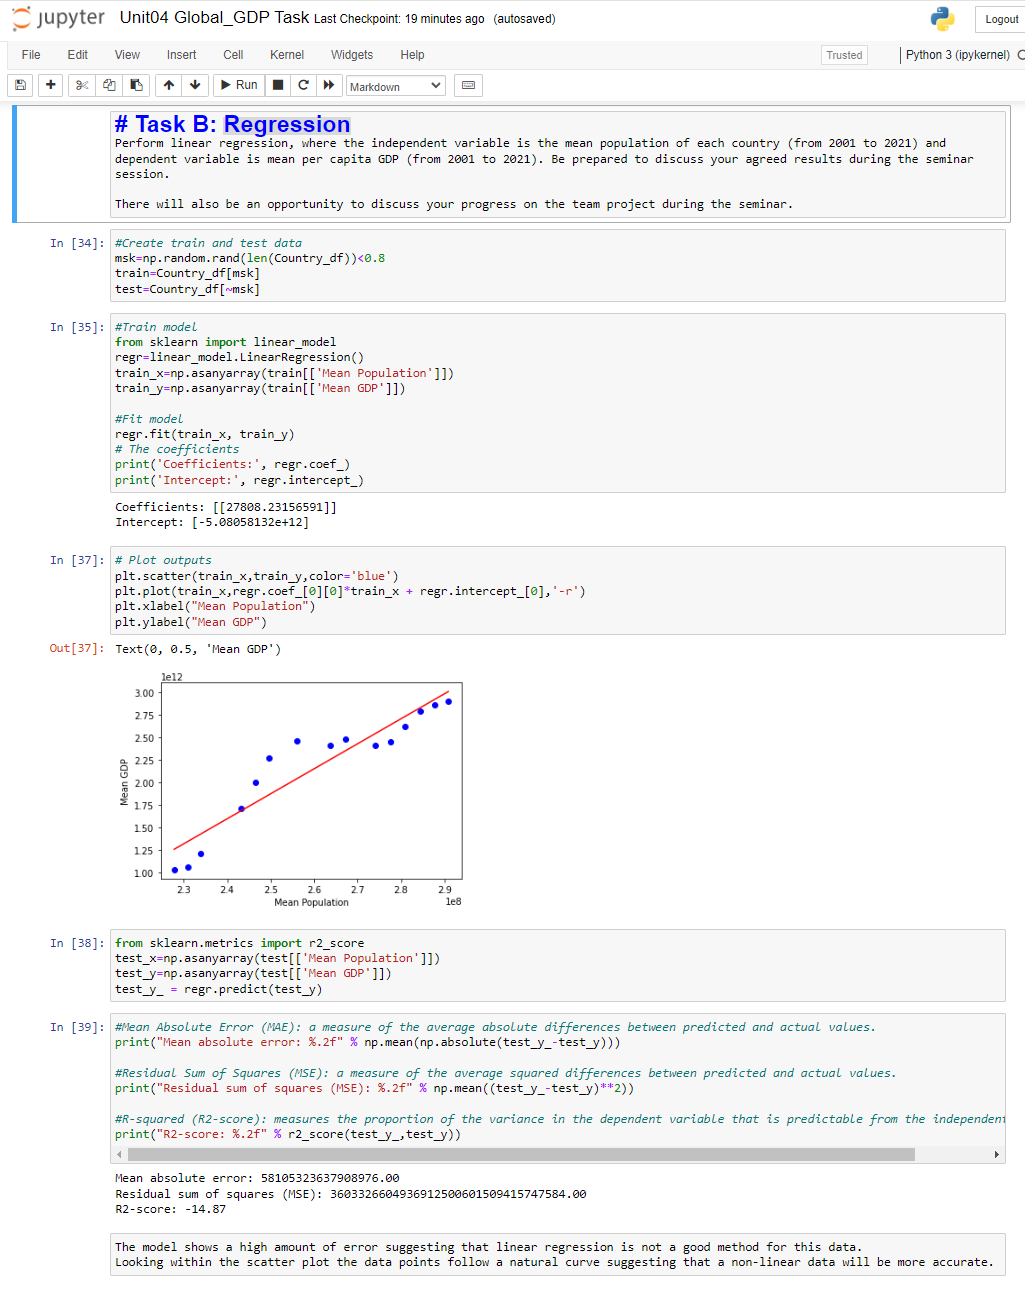 jupyter Unit04 Global_GDP Task Last Checkpoint: 19 minutes ago (autosaved)
Logout
File Edit View Insert Cell Kernel Widgets Help Trusted Python 3 (ipykernel)
Run Markdown
# Task B: Regression
Perform linear regression, where the independent variable is the mean population of each country (from 2001 to 2021) and
dependent variable is mean per capita GDP (from 2001 to 2021). Be prepared to discuss your agreed results during the seminar
session.
There will also be an opportunity to discuss your progress on the team project during the seminar.
In [34]: #Create train and test data
msk=np.random.rand(len(Country_df))<0.8
train=Country_df[msk]
test=Country_df[~msk]
In [35]: #Train model
from sklearn import linear_model
regr=linear_model.LinearRegression()
train_x=np.asanyarray(train[['Mean Population']])
train_y=np.asanyarray(train[['Mean GDP']])
#Fit model
regr.fit(train_x, train_y)
# The coefficients
print('Coefficients:', regr.coef_)
print('Intercept:', regr.intercept_)
Coefficients: [[27808.23156591]]
Intercept: [-5.08058132e+12]
In [37]: # Plot outputs
plt.scatter(train_x,train_y,color='blue')
plt.plot(train_x,regr.coef_[0][0]*train_x + regr.intercept_[0],'-r')
plt.xlabel("Mean Population")
plt.ylabel("Mean GDP")
Out[37]: Text(0, 0.5, 'Mean GDP')
1e12
3.00
2.75
2.50
2.25
2.00
1.75
1.50
1.25
1.00
Mean GDP
2.3 2.4 2.5 2.6 2.7 2.8 2.9
Mean Population 1e8
In [38]: from sklearn.metrics import r2_score
test_x=np.asanyarray(test[['Mean Population']])
test_y=np.asanyarray(test[['Mean GDP']])
test_y_ = regr.predict(test_y)
In [39]: #Mean Absolute Error (MAE): a measure of the average absolute differences between predicted and actual values.
print("Mean absolute error: %.2f" % np.mean(np.absolute(test_y_-test_y)))
#Residual Sum of Squares (MSE): a measure of the average squared differences between predicted and actual values.
print("Residual sum of squares (MSE): %.2f" % np.mean((test_y_-test_y)**2))
#R-squared (R2-score): measures the proportion of the variance in the dependent variable that is predictable from the independent
print("R2-score: %.2f" % r2_score(test_y_,test_y))
Mean absolute error: 58105323637908976.00
Residual sum of squares (MSE): 3603326604936912500601509415747584.00
R2-score: -14.87
The model shows a high amount of error suggesting that linear regression is not a good method for this data.
Looking within the scatter plot the data points follow a natural curve suggesting that a non-linear data will be more accurate.